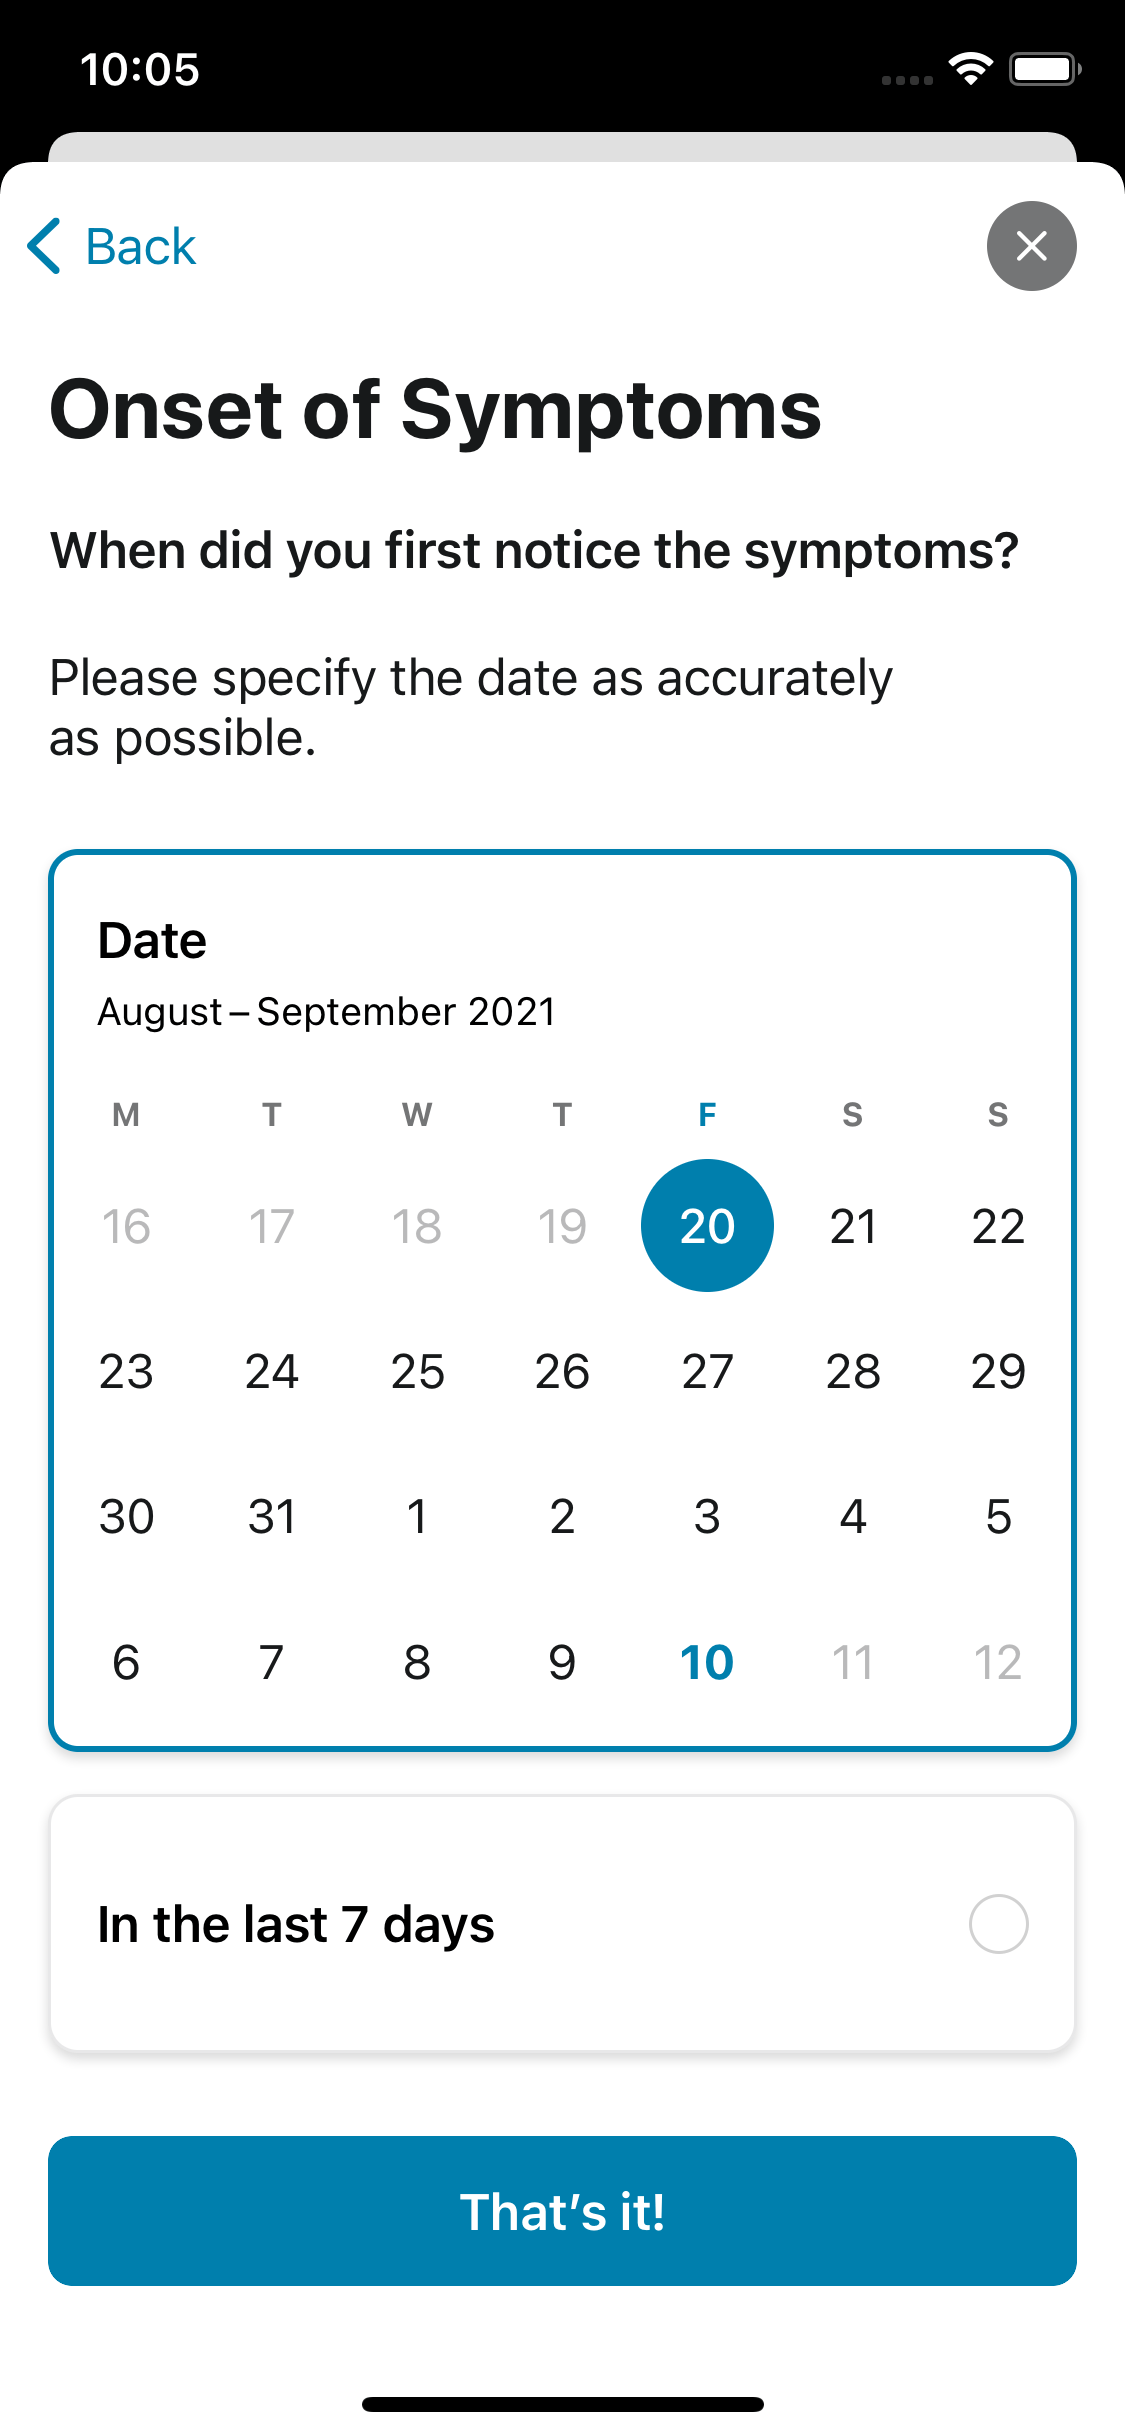 10:05
Back
Onset of Symptoms
When did you first notice the symptoms?
Please specify the date as accurately
as possible.
Date
August – September 2021
M T W T F S S
16 17 18 19 20 21 22
23 24 25 26 27 28 29
30 31 1 2 3 4 5
6 7 8 9 10 11 12
In the last 7 days
That’s it!